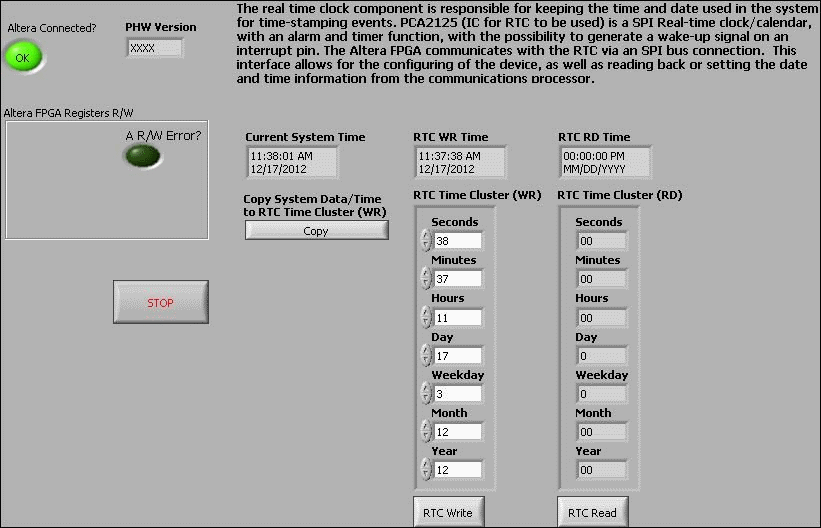 The real time clock component is responsible for keeping the time and date used in the system
for time-stamping events. PCA2125 (IC for RTC to be used) is a SPI Real-time clock/calendar,
with an alarm and timer function, with the possibility to generate a wake-up signal on an
interrupt pin. The Altera FPGA communicates with the RTC via an SPI bus connection. This
interface allows for the configuring of the device, as well as reading back or setting the date
and time information from the communications processor.
Altera Connected?
OK
PHW Version
XXXX
Altera FPGA Registers R/W
A R/W Error?
STOP
Current System Time
11:38:01 AM
12/17/2012
Copy System Data/Time
to RTC Time Cluster (WR)
Copy
RTC WR Time
11:37:38 AM
12/17/2012
RTC Time Cluster (WR)
Seconds
38
Minutes
37
Hours
11
Day
17
Weekday
3
Month
12
Year
12
RTC Write
RTC RD Time
00:00:00 PM
MM/DD/YYYY
RTC Time Cluster (RD)
Seconds
00
Minutes
00
Hours
00
Day
0
Weekday
0
Month
00
Year
00
RTC Read